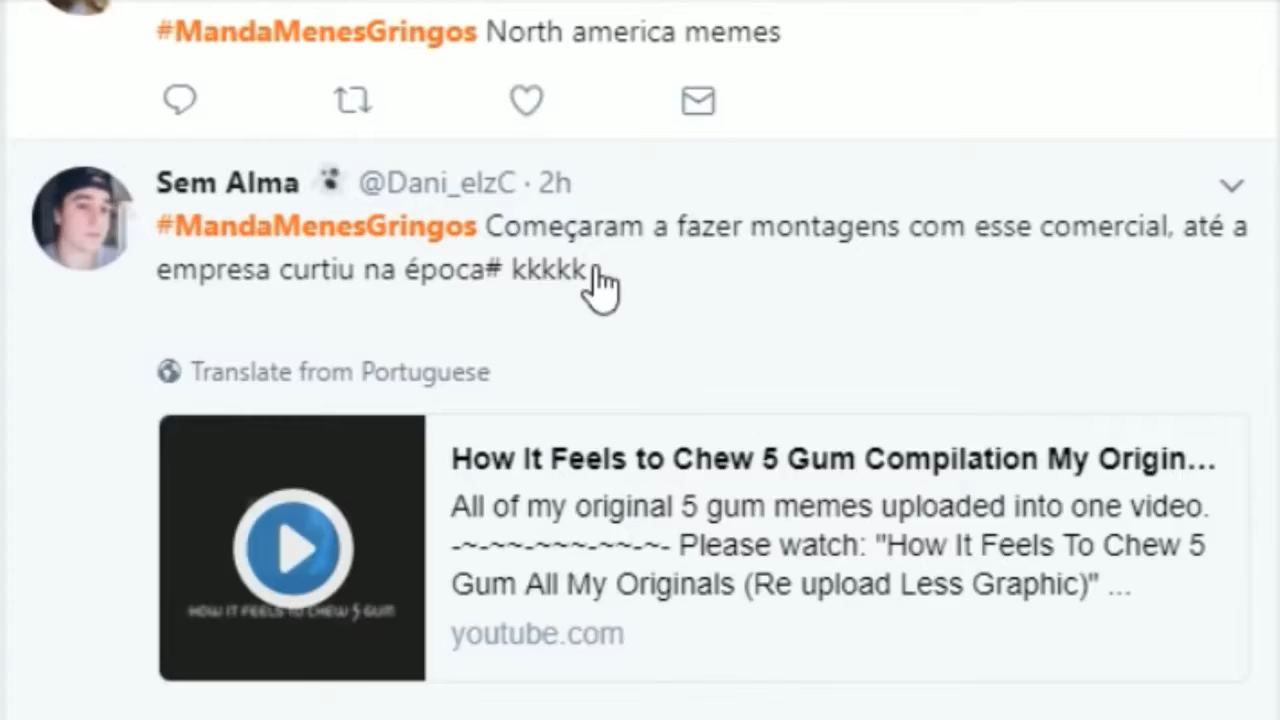 #MandaMenesGringos North america memes
Sem Alma @Dani_elzC · 2h
#MandaMenesGringos Começaram a fazer montagens com esse comercial, até a
empresa curtiu na época# kkkkk
Translate from Portuguese
How It Feels to Chew 5 Gum Compilation My Origin...
All of my original 5 gum memes uploaded into one video.
-~-~~-~~~-~~-~- Please watch: "How It Feels To Chew 5
Gum All My Originals (Re upload Less Graphic)" ...
youtube.com
HOW IT FEELS TO CHEW 5 GUM